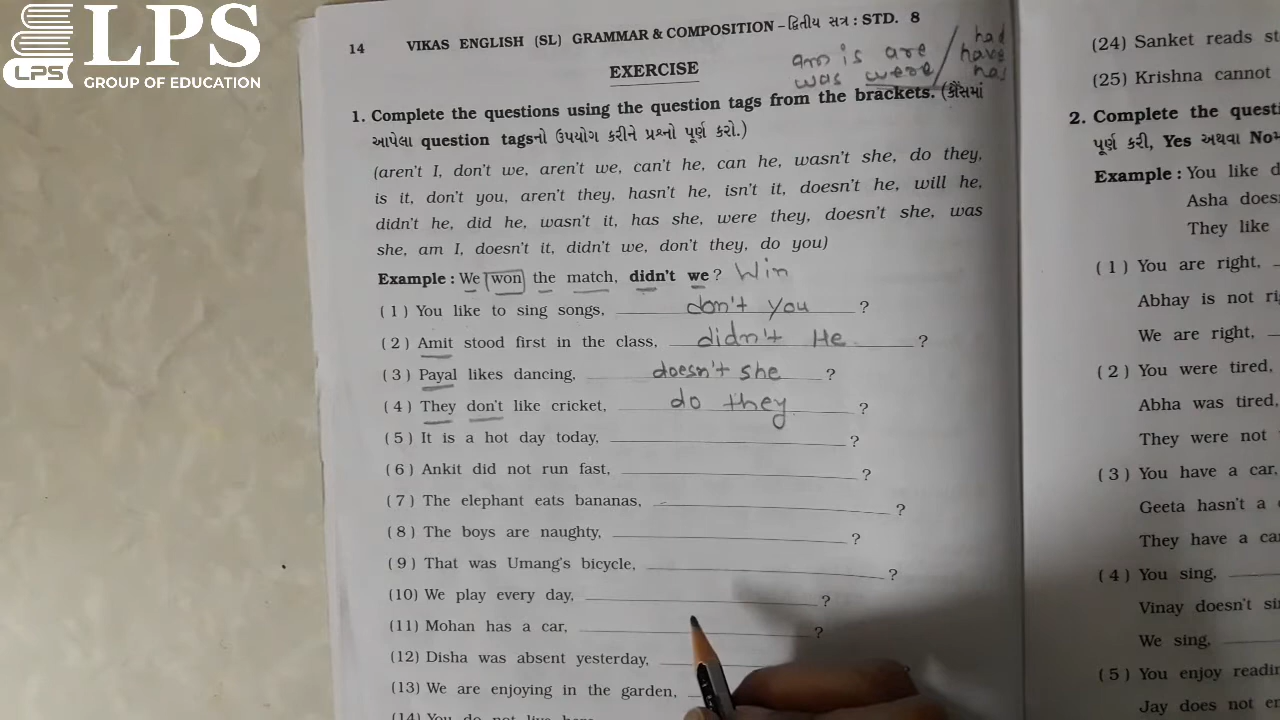 LPS
LPS
GROUP OF EDUCATION
14 VIKAS ENGLISH (SL) GRAMMAR & COMPOSITION – દ્વિતીય સત્ર : STD. 8
am is are / had
was were / have
has
EXERCISE
1. Complete the questions using the question tags from the brackets. (કૌંસમાં
આપેલા question tagsનો ઉપયોગ કરીને પ્રશ્નો પૂર્ણ કરો.)
(aren't I, don't we, aren't we, can't he, can he, wasn't she, do they,
is it, don't you, aren't they, hasn't he, isn't it, doesn't he, will he,
didn't he, did he, wasn't it, has she, were they, doesn't she, was
she, am I, doesn't it, didn't we, don't they, do you)
Example : We won the match, didn't we ? Win
( 1 ) You like to sing songs, don't you ?
( 2 ) Amit stood first in the class, didn't He ?
( 3 ) Payal likes dancing, doesn't she ?
( 4 ) They don't like cricket, do they ?
( 5 ) It is a hot day today, ?
( 6 ) Ankit did not run fast, ?
( 7 ) The elephant eats bananas, ?
( 8 ) The boys are naughty, ?
( 9 ) That was Umang's bicycle, ?
(10) We play every day, ?
(11) Mohan has a car, ?
(12) Disha was absent yesterday, ?
(13) We are enjoying in the garden,
(14) You do not live here
(24) Sanket reads
(25) Krishna cannot
2. Complete the
પૂર્ણ કરી, Yes અથવા
Example : You like
Asha
They like
( 1 ) You are right,
Abhay is not
We are right,
( 2 ) You were tired,
Abha was tired,
They were not
( 3 ) You have a car,
Geeta hasn't a
They have a
( 4 ) You sing,
Vinay doesn't
We sing,
( 5 ) You enjoy
Jay does not